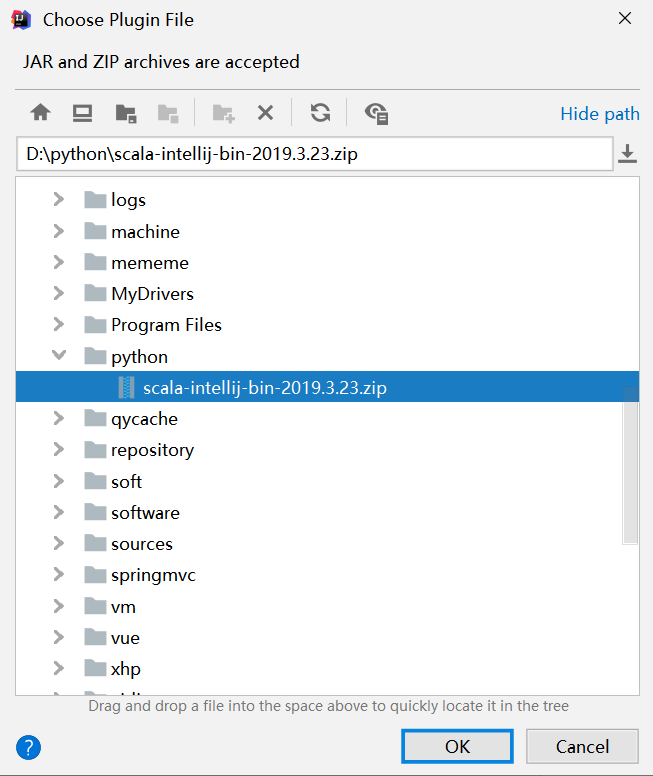 Choose Plugin File
JAR and ZIP archives are accepted
Hide path
D:\python\scala-intellij-bin-2019.3.23.zip
logs
machine
mememe
MyDrivers
Program Files
python
scala-intellij-bin-2019.3.23.zip
qycache
repository
soft
software
sources
springmvc
vm
vue
xhp
Drag and drop a file into the space above to quickly locate it in the tree
?
OK
Cancel